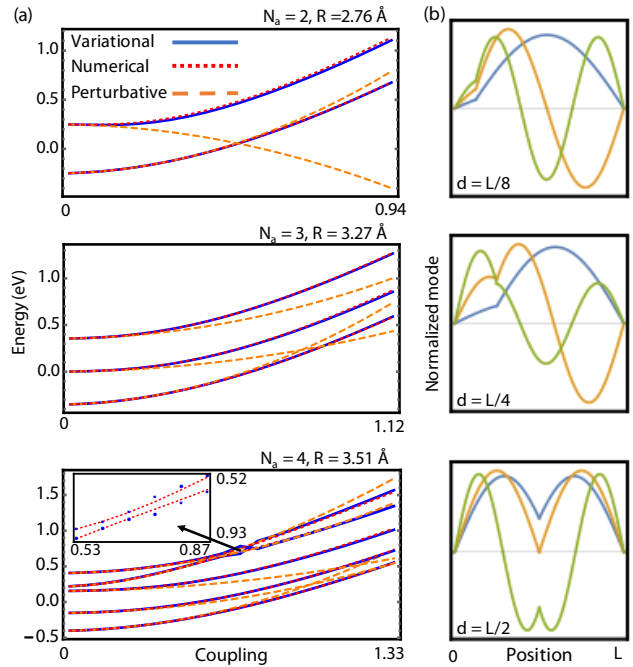 (a)
N_a = 2, R =2.76 Å
Variational
Numerical
Perturbative
1.0
0.5
0.0
0
0.94
N_a = 3, R = 3.27 Å
1.0
0.5
0.0
0
1.12
Energy (eV)
N_a = 4, R = 3.51 Å
1.5
1.0
0.5
0.0
−0.5
0.52
0.93
0.53
0.87
0
Coupling
1.33
(b)
d = L/8
d = L/4
d = L/2
Normalized mode
0
Position
L